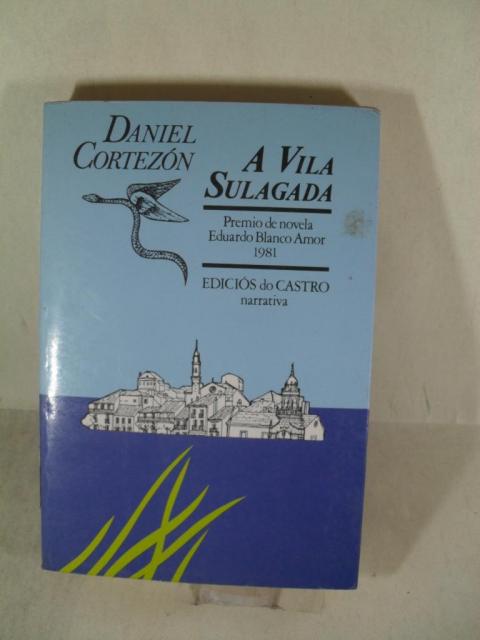 DANIEL
CORTEZÓN
A VILA
SULAGADA
Premio de novela
Eduardo Blanco Amor
1981
EDICIÓS do CASTRO
narrativa